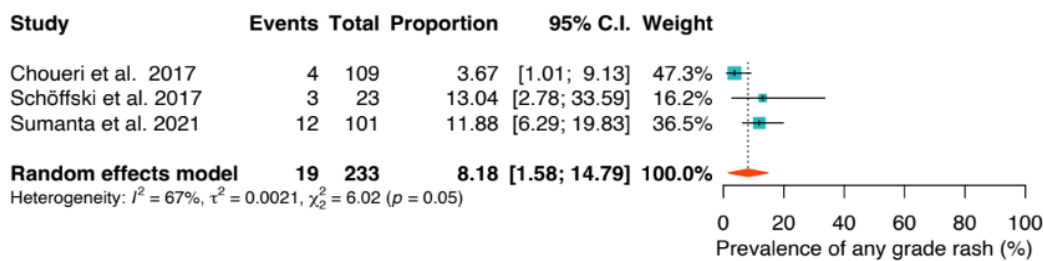 Study Events Total Proportion 95% C.I. Weight
Choueri et al. 2017 4 109 3.67 [1.01; 9.13] 47.3%
Schöffski et al. 2017 3 23 13.04 [2.78; 33.59] 16.2%
Sumanta et al. 2021 12 101 11.88 [6.29; 19.83] 36.5%
Random effects model 19 233 8.18 [1.58; 14.79] 100.0%
Heterogeneity: I² = 67%, τ² = 0.0021, χ²₂ = 6.02 (p = 0.05)
0 20 40 60 80 100
Prevalence of any grade rash (%)